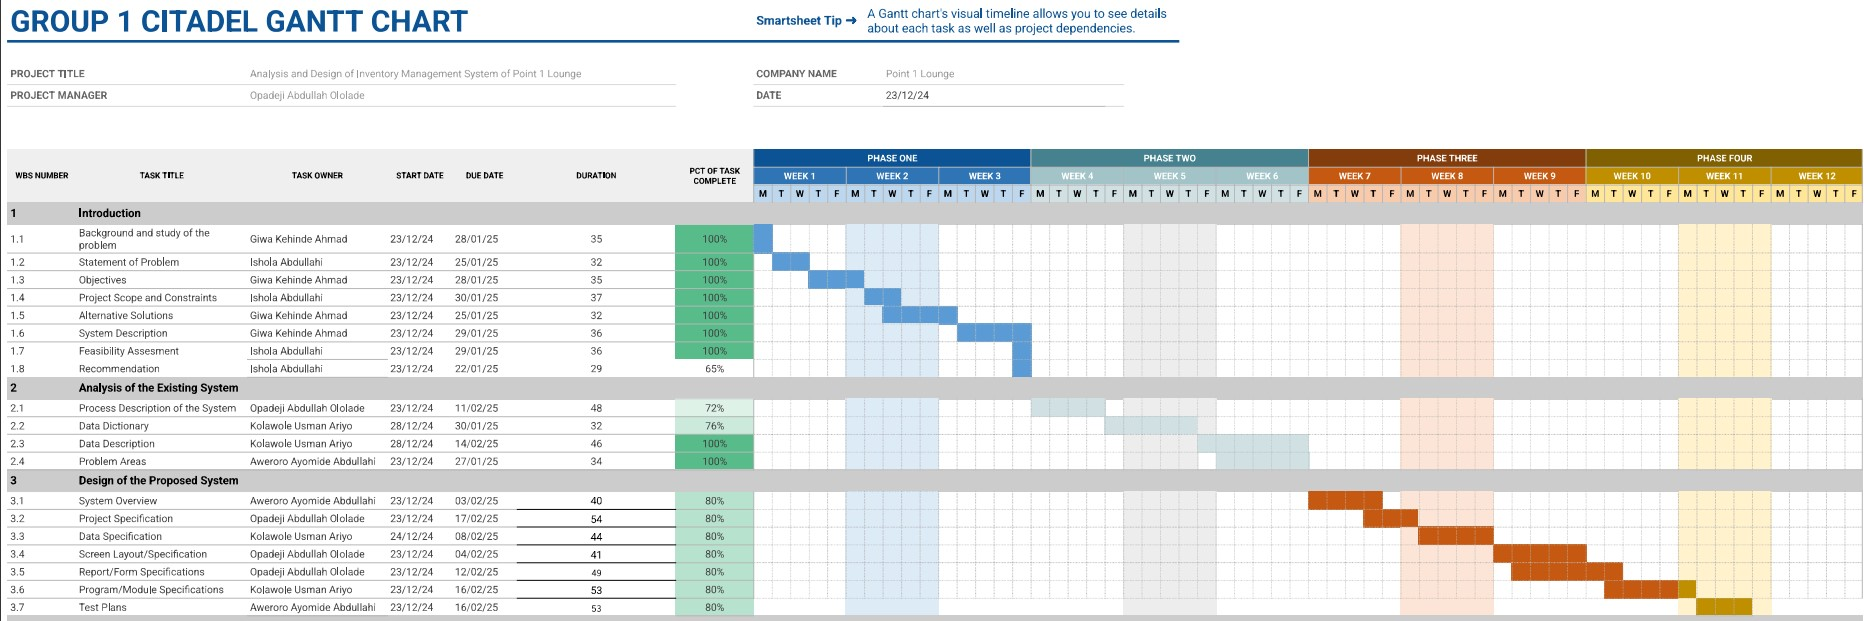 GROUP 1 CITADEL GANTT CHART
Smartsheet Tip ➜ A Gantt chart's visual timeline allows you to see details
about each task as well as project dependencies.
PROJECT TITLE Analysis and Design of Inventory Management System of Point 1 Lounge COMPANY NAME Point 1 Lounge
PROJECT MANAGER Opadeji Abdullah Ololade DATE 23/12/24
PHASE ONE PHASE TWO PHASE THREE PHASE FOUR
WBS NUMBER TASK TITLE TASK OWNER START DATE DUE DATE DURATION PCT OF TASK COMPLETE
WEEK 1 WEEK 2 WEEK 3 WEEK 4 WEEK 5 WEEK 6 WEEK 7 WEEK 8 WEEK 9 WEEK 10 WEEK 11 WEEK 12
M T W T F M T W T F M T W T F M T W T F M T W T F M T W T F M T W T F M T W T F M T W T F M T W T F M T W T F M T W T F
1 Introduction
1.1 Background and study of the problem Giwa Kehinde Ahmad 23/12/24 28/01/25 35 100%
1.2 Statement of Problem Ishola Abdullahi 23/12/24 25/01/25 32 100%
1.3 Objectives Giwa Kehinde Ahmad 23/12/24 28/01/25 35 100%
1.4 Project Scope and Constraints Ishola Abdullahi 23/12/24 30/01/25 37 100%
1.5 Alternative Solutions Giwa Kehinde Ahmad 23/12/24 25/01/25 32 100%
1.6 System Description Giwa Kehinde Ahmad 23/12/24 29/01/25 36 100%
1.7 Feasibility Assesment Ishola Abdullahi 23/12/24 29/01/25 36 100%
1.8 Recommendation Ishola Abdullahi 23/12/24 22/01/25 29 65%
2 Analysis of the Existing System
2.1 Process Description of the System Opadeji Abdullah Ololade 23/12/24 11/02/25 48 72%
2.2 Data Dictionary Kolawole Usman Ariyo 28/12/24 30/01/25 32 76%
2.3 Data Description Kolawole Usman Ariyo 28/12/24 14/02/25 46 100%
2.4 Problem Areas Aweroro Ayomide Abdullahi 23/12/24 27/01/25 34 100%
3 Design of the Proposed System
3.1 System Overview Aweroro Ayomide Abdullahi 23/12/24 03/02/25 40 80%
3.2 Project Specification Opadeji Abdullah Ololade 23/12/24 17/02/25 54 80%
3.3 Data Specification Kolawole Usman Ariyo 24/12/24 08/02/25 44 80%
3.4 Screen Layout/Specification Opadeji Abdullah Ololade 23/12/24 04/02/25 41 80%
3.5 Report/Form Specifications Opadeji Abdullah Ololade 23/12/24 12/02/25 49 80%
3.6 Program/Module Specifications Kolawole Usman Ariyo 23/12/24 16/02/25 53 80%
3.7 Test Plans Aweroro Ayomide Abdullahi 23/12/24 16/02/25 53 80%